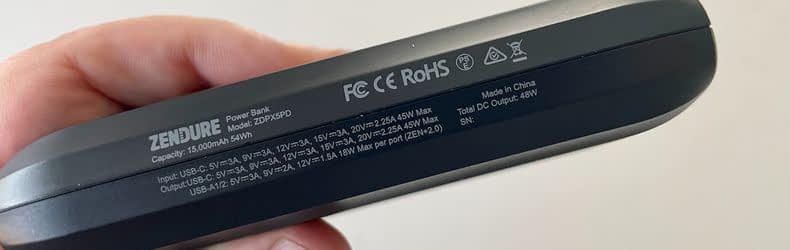 ZENDURE
Power Bank
Model: ZDPX5PD
Capacity: 15,000mAh 54Wh
FC CE RoHS PSE
Input: USB-C: 5V⎓3A, 9V⎓3A, 12V⎓3A, 15V⎓3A, 20V⎓2.25A 45W Max
Output:USB-C: 5V⎓3A, 9V⎓3A, 12V⎓3A, 15V⎓3A, 20V⎓2.25A 45W Max
USB-A1/2: 5V⎓3A, 9V⎓2A, 12V⎓1.5A 18W Max per port (ZEN+2.0)
Made in China
Total DC Output: 48W
SN: